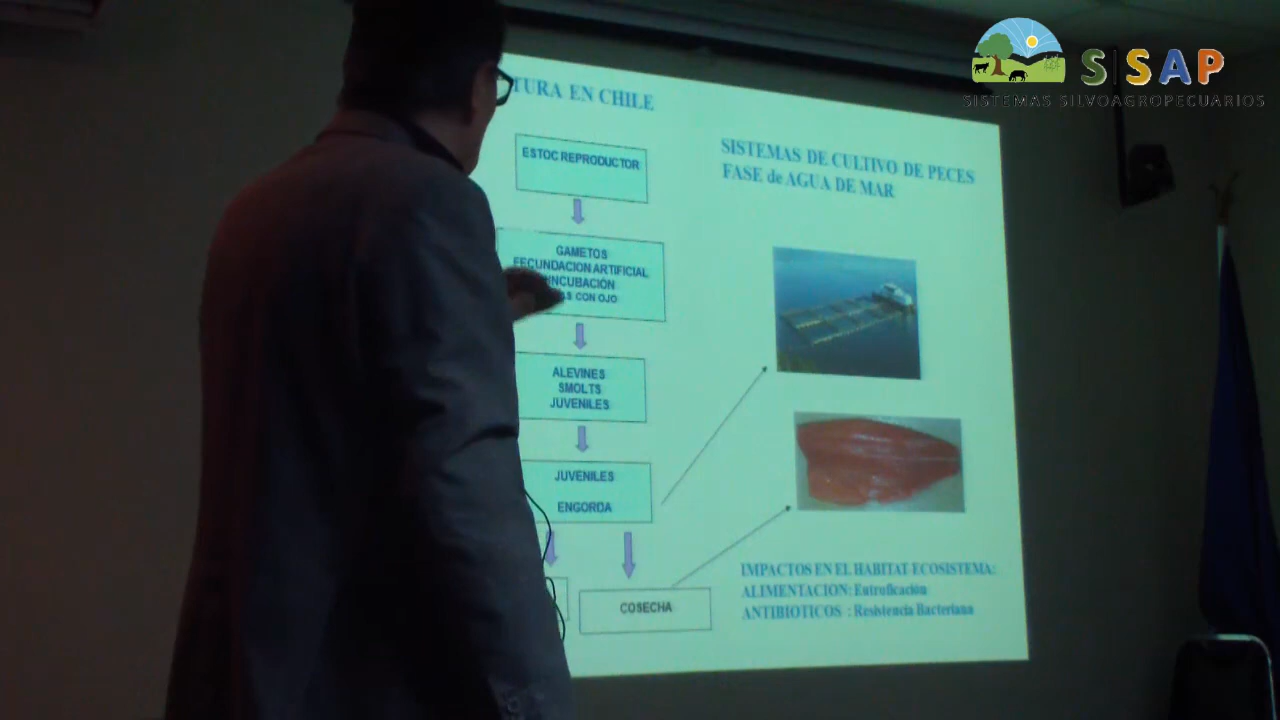 SISAP
SISTEMAS SILVOAGROPECUARIOS
TURA EN CHILE
ESTOC REPRODUCTOR
GAMETOS
FECUNDACION ARTIFICIAL
INCUBACIÓN
AS CON OJO
ALEVINES
SMOLTS
JUVENILES
JUVENILES
ENGORDA
COSECHA
SISTEMAS DE CULTIVO DE PECES
FASE de AGUA DE MAR
IMPACTOS EN EL HABITAT-ECOSISTEMA:
ALIMENTACION: Eutroficación
ANTIBIOTICOS : Resistencia Bacteriana